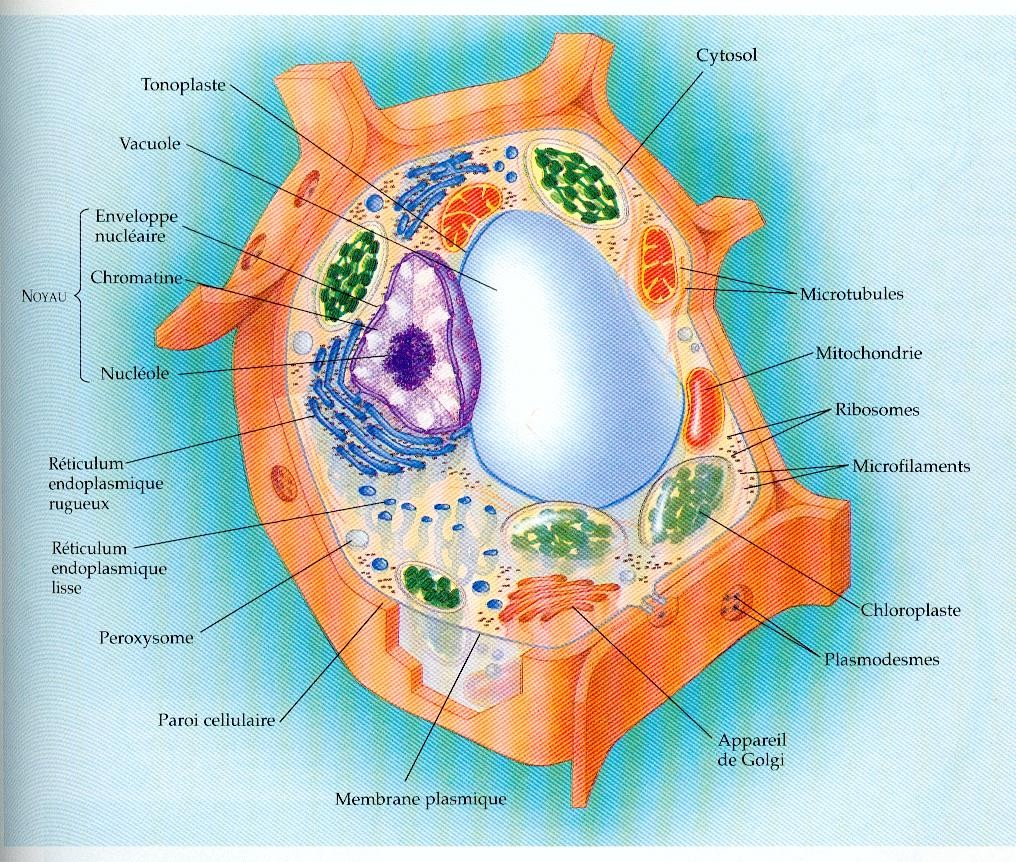 Cytosol
Tonoplaste
Vacuole
Enveloppe
nucléaire
Chromatine
NOYAU
Nucléole
Microtubules
Mitochondrie
Ribosomes
Microfilaments
Réticulum
endoplasmique
rugueux
Réticulum
endoplasmique
lisse
Chloroplaste
Peroxysome
Plasmodesmes
Paroi cellulaire
Appareil
de Golgi
Membrane plasmique